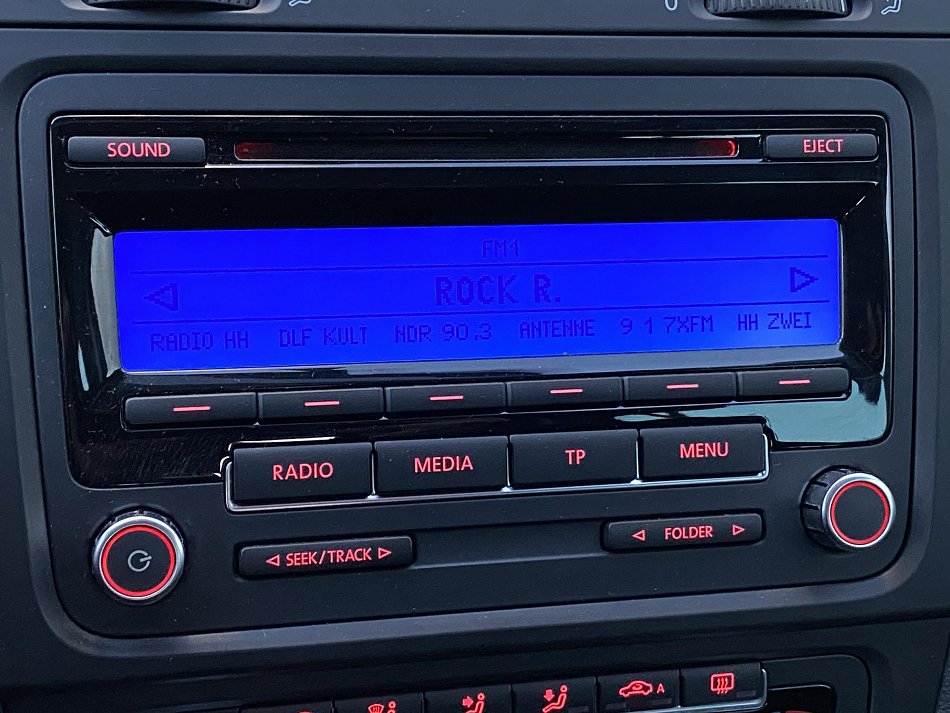 SOUND
EJECT
FM1
ROCK R.
RADIO HH DLF KULT NDR 90.3 ANTENNE 9 1 7XFM HH ZWEI
RADIO MEDIA TP MENU
SEEK/TRACK
FOLDER
A